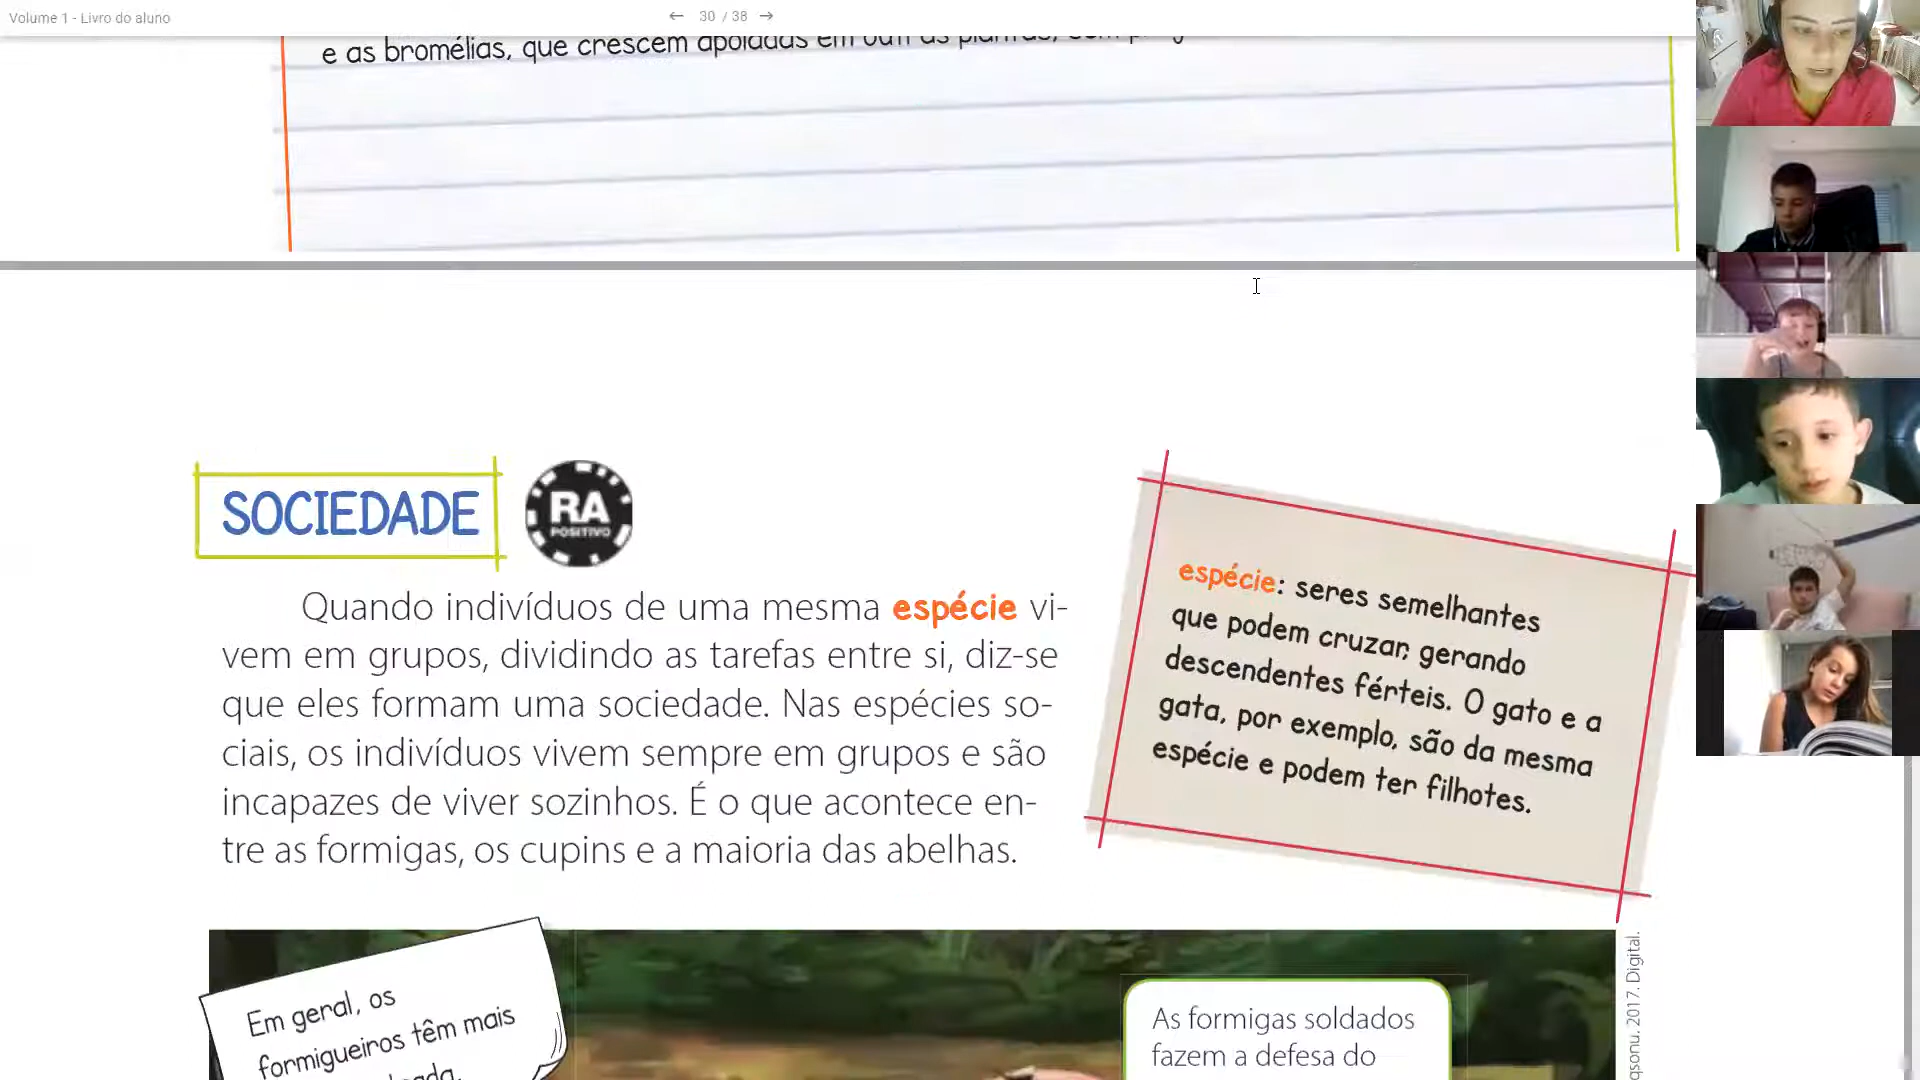 Volume 1 - Livro do aluno
30 / 38
e as bromélias, que crescem apoiadas em outras plantas,
SOCIEDADE
RA
POSITIVO
Quando indivíduos de uma mesma espécie vi-
vem em grupos, dividindo as tarefas entre si, diz-se
que eles formam uma sociedade. Nas espécies so-
ciais, os indivíduos vivem sempre em grupos e são
incapazes de viver sozinhos. É o que acontece en-
tre as formigas, os cupins e a maioria das abelhas.
espécie: seres semelhantes
que podem cruzar, gerando
descendentes férteis. O gato e a
gata, por exemplo, são da mesma
espécie e podem ter filhotes.
Em geral, os
formigueiros têm mais
As formigas soldados
fazem a defesa do
2017. Digital.